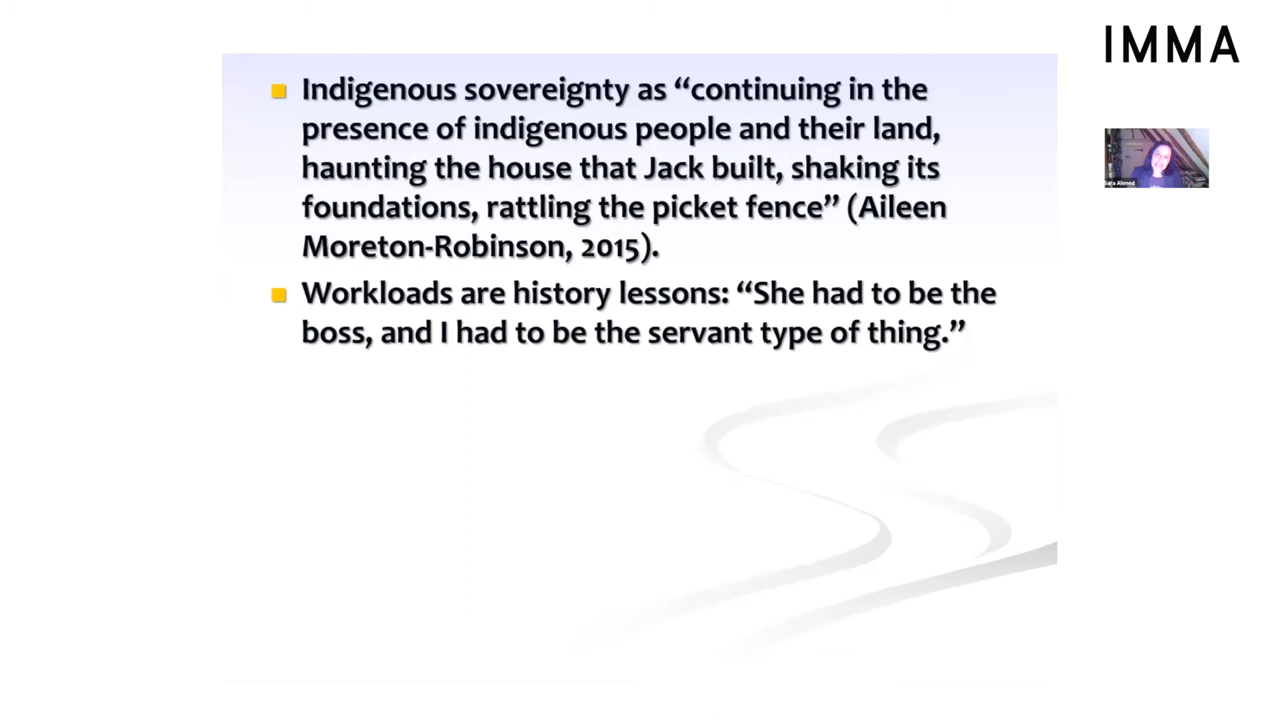 IMMA
Indigenous sovereignty as “continuing in the
presence of indigenous people and their land,
haunting the house that Jack built, shaking its
foundations, rattling the picket fence” (Aileen
Moreton-Robinson, 2015).
Workloads are history lessons: “She had to be the
boss, and I had to be the servant type of thing.”
Sara Ahmed